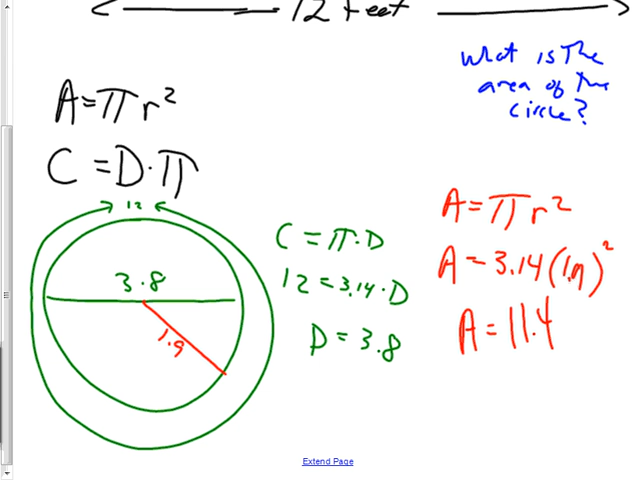 12 Feet
What is The
area of the
circle?
A=πr²
C=D·π
12
3.8
1.9
C=π·D
12=3.14·D
D=3.8
A=πr²
A=3.14(1.9)²
A=11.4
Extend Page